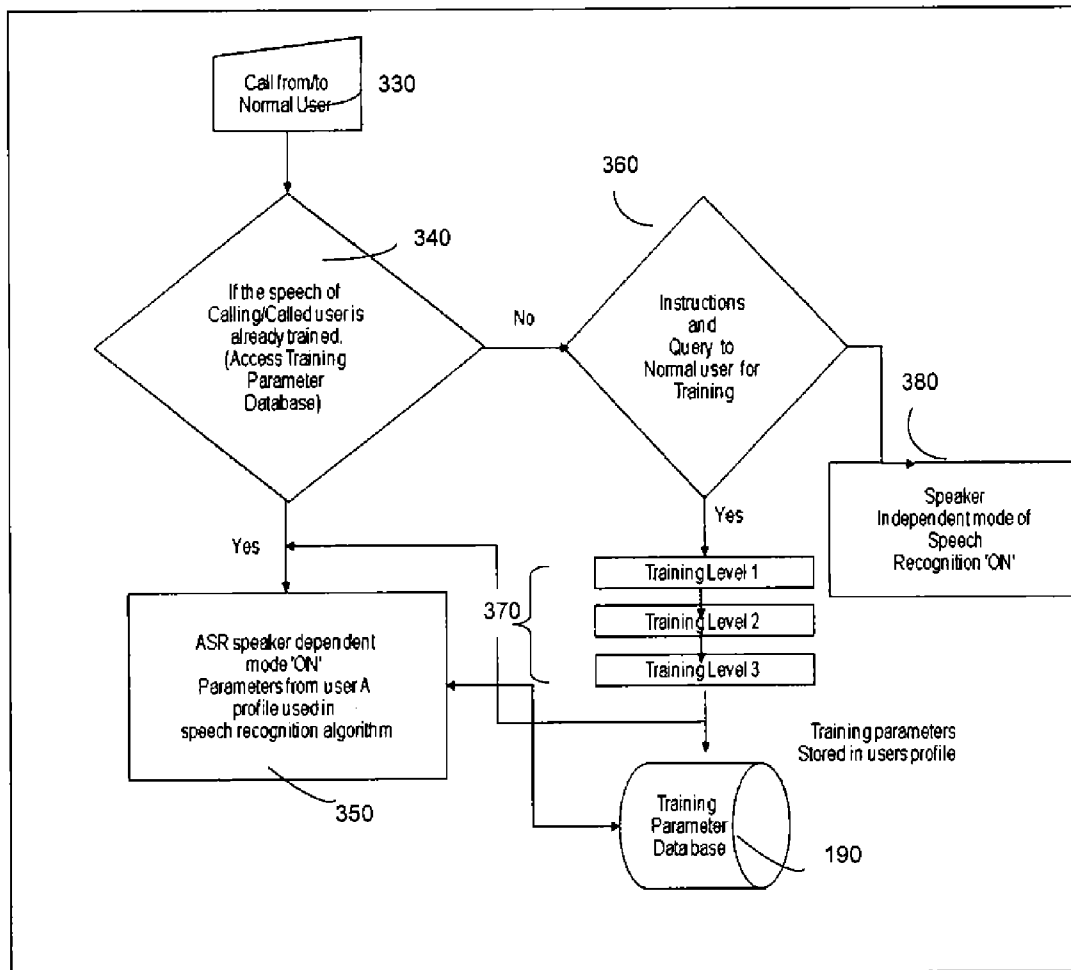 Call from/to
Normal User
330
340
If the speech of
Calling/Called user is
already trained.
(Access Training
Parameter
Database)
No
360
Instructions
and
Query to
Normal user for
Training
380
Speaker
Independent mode of
Speech
Recognition 'ON'
Yes
Yes
370
Training Level 1
Training Level 2
Training Level 3
ASR speaker dependent
mode 'ON'
Parameters from user A
profile used in
speech recognition algorithm
350
Training parameters
Stored in users profile
Training
Parameter
Database
190